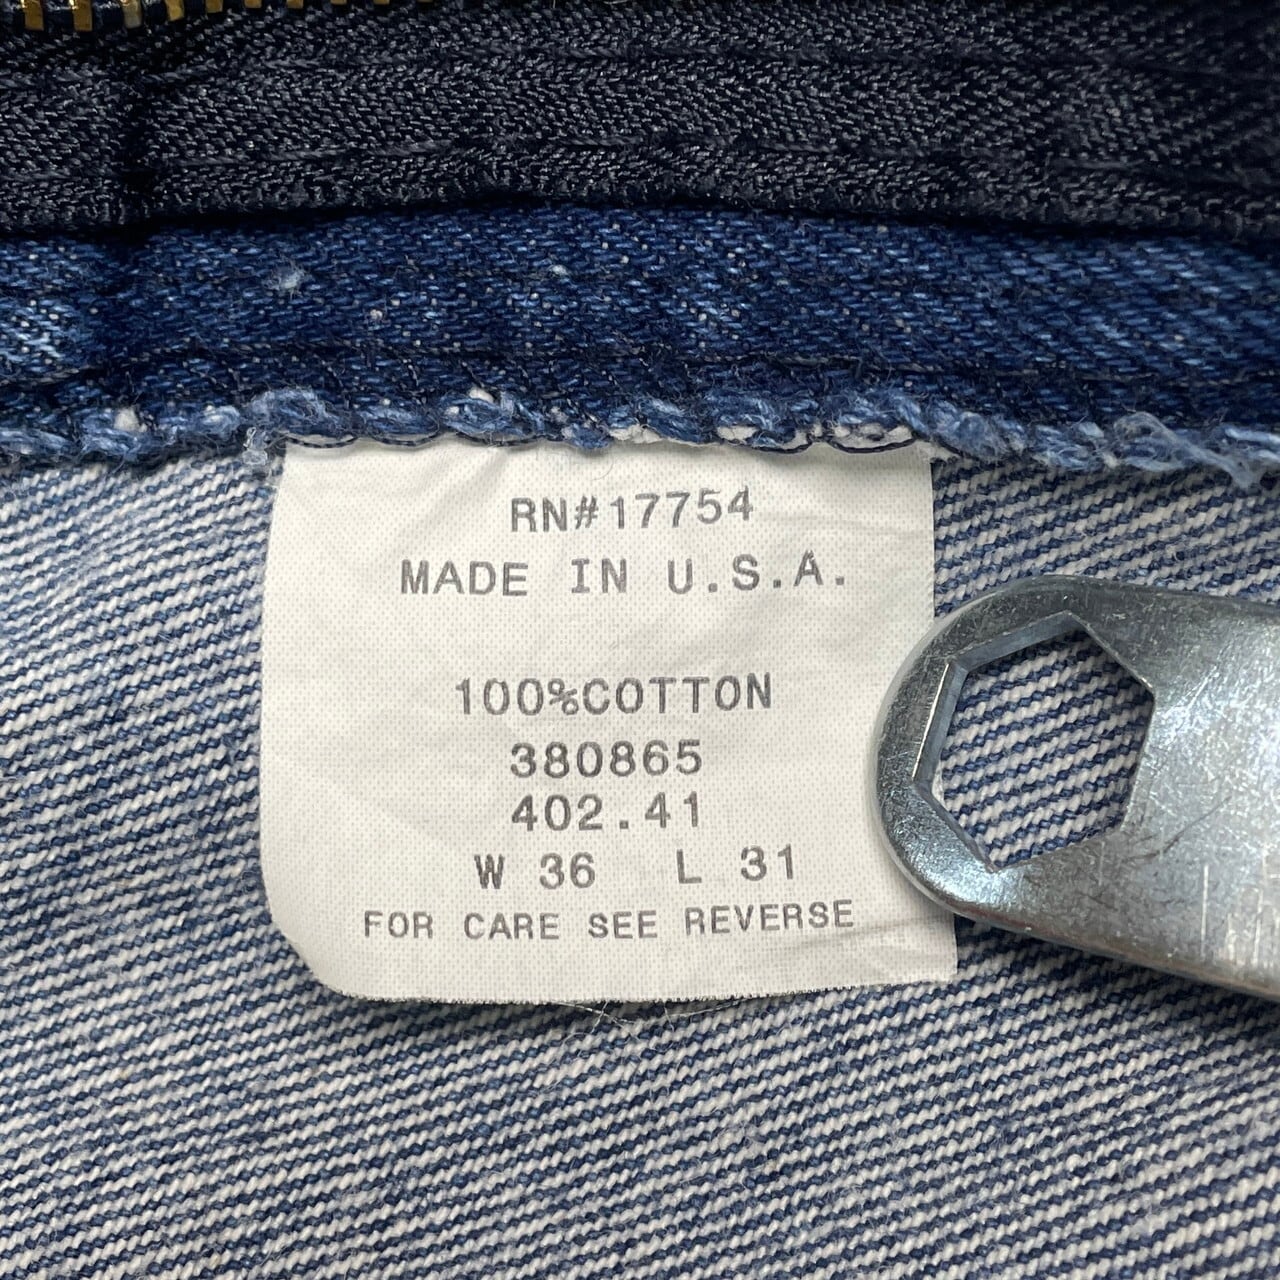 RN#17754
MADE IN U.S.A.
100%COTTON
380865
402.41
W 36 L 31
FOR CARE SEE REVERSE